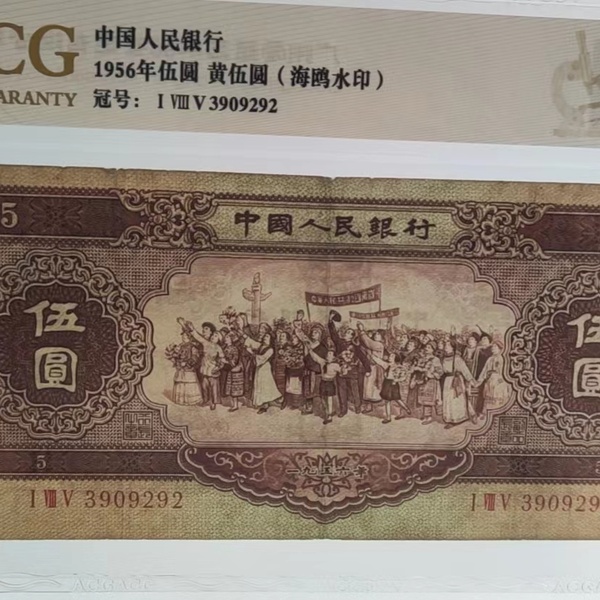 CG
ARANTY
中国人民银行
1956年伍圆 黄伍圆（海鸥水印）
冠号： I VIII V 3909292
5
中國人民銀行
伍圓
伍圓
5
一九五六年
I VIII V 3909292
I VIII V 390929